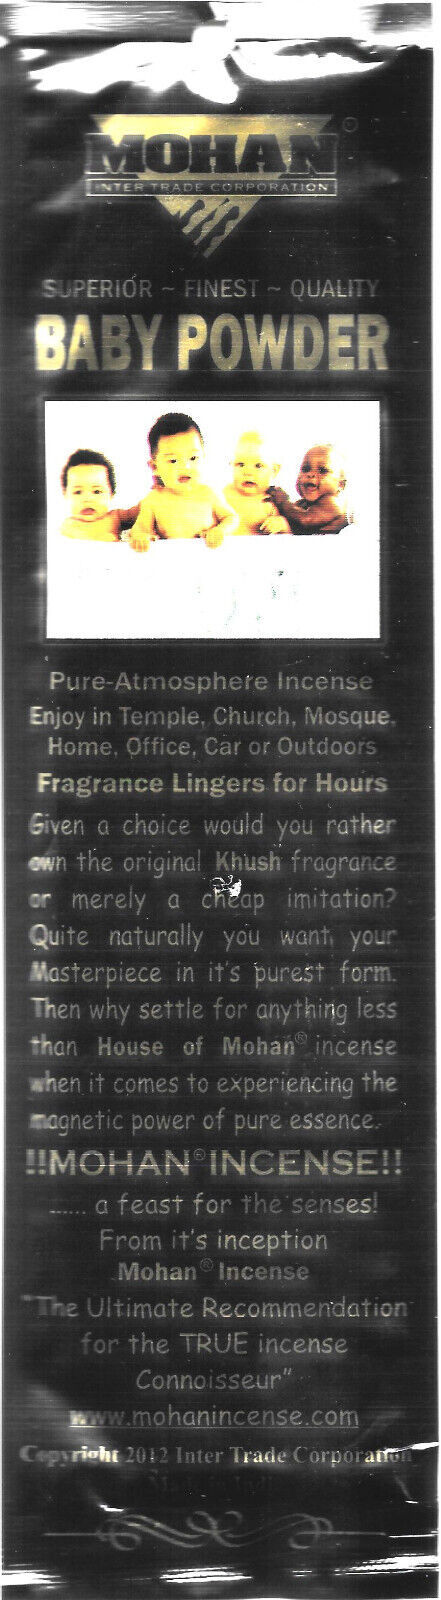 MOHAN®
INTER TRADE CORPORATION
SUPERIOR ~ FINEST ~ QUALITY
BABY POWDER
Pure-Atmosphere Incense
Enjoy in Temple, Church, Mosque,
Home, Office, Car or Outdoors
Fragrance Lingers for Hours
Given a choice would you rather
own the original Khush fragrance
or merely a cheap imitation?
Quite naturally you want, your
Masterpiece in it's purest form.
Then why settle for anything less
than House of Mohan® incense
when it comes to experiencing the
magnetic power of pure essence.
!!MOHAN® INCENSE!!
...... a feast for the senses!
From it's inception
Mohan® Incense
"The Ultimate Recommendation
for the TRUE incense
Connoisseur"
www.mohanincense.com
Copyright 2012 Inter Trade Corporation